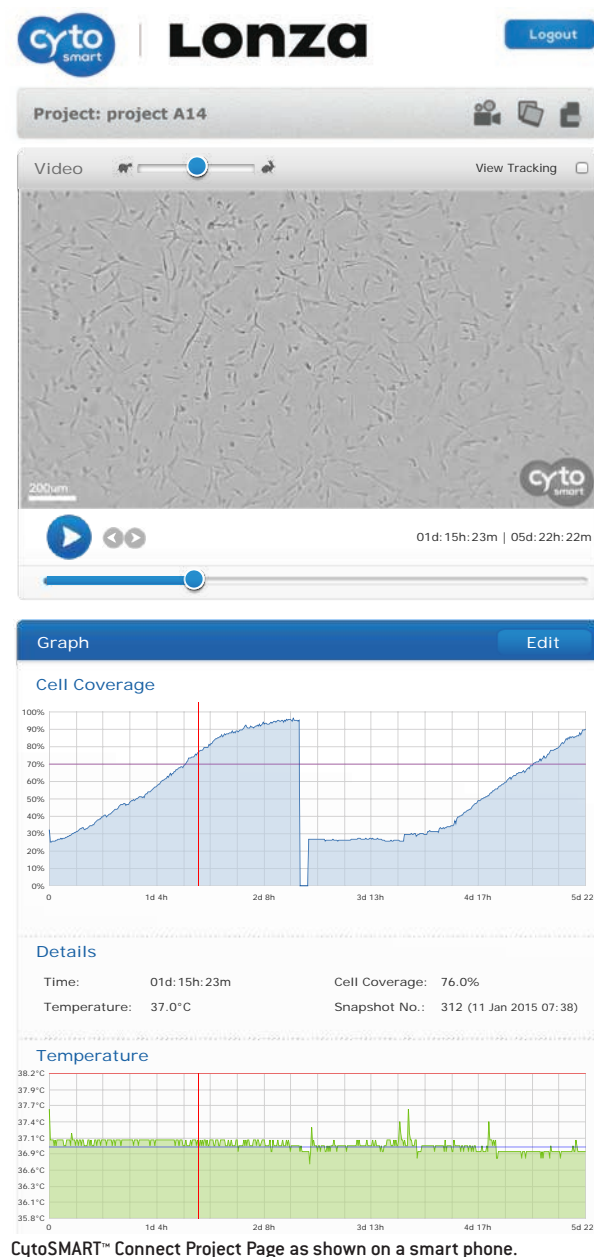 cyto smart Lonza Logout
Project: project A14
Video View Tracking
200um
cyto smart
01d:15h:23m | 05d:22h:22m
Graph Edit
Cell Coverage
100%
90%
80%
70%
60%
50%
40%
30%
20%
10%
0%
0 1d 4h 2d 8h 3d 13h 4d 17h 5d 22
Details
Time: 01d:15h:23m Cell Coverage: 76.0%
Temperature: 37.0°C Snapshot No.: 312 (11 Jan 2015 07:38)
Temperature
38.2°C
37.9°C
37.7°C
37.4°C
37.1°C
36.9°C
36.6°C
36.3°C
36.1°C
35.8°C
0 1d 4h 2d 8h 3d 13h 4d 17h 5d 22
CytoSMART™ Connect Project Page as shown on a smart phone.